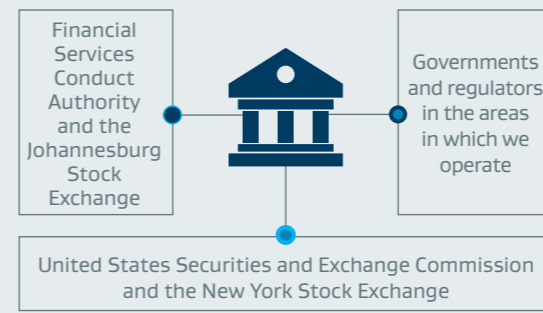 Financial
Services
Conduct
Authority
and the
Johannesburg
Stock
Exchange
Governments
and regulators
in the areas
in which we
operate
United States Securities and Exchange Commission
and the New York Stock Exchange